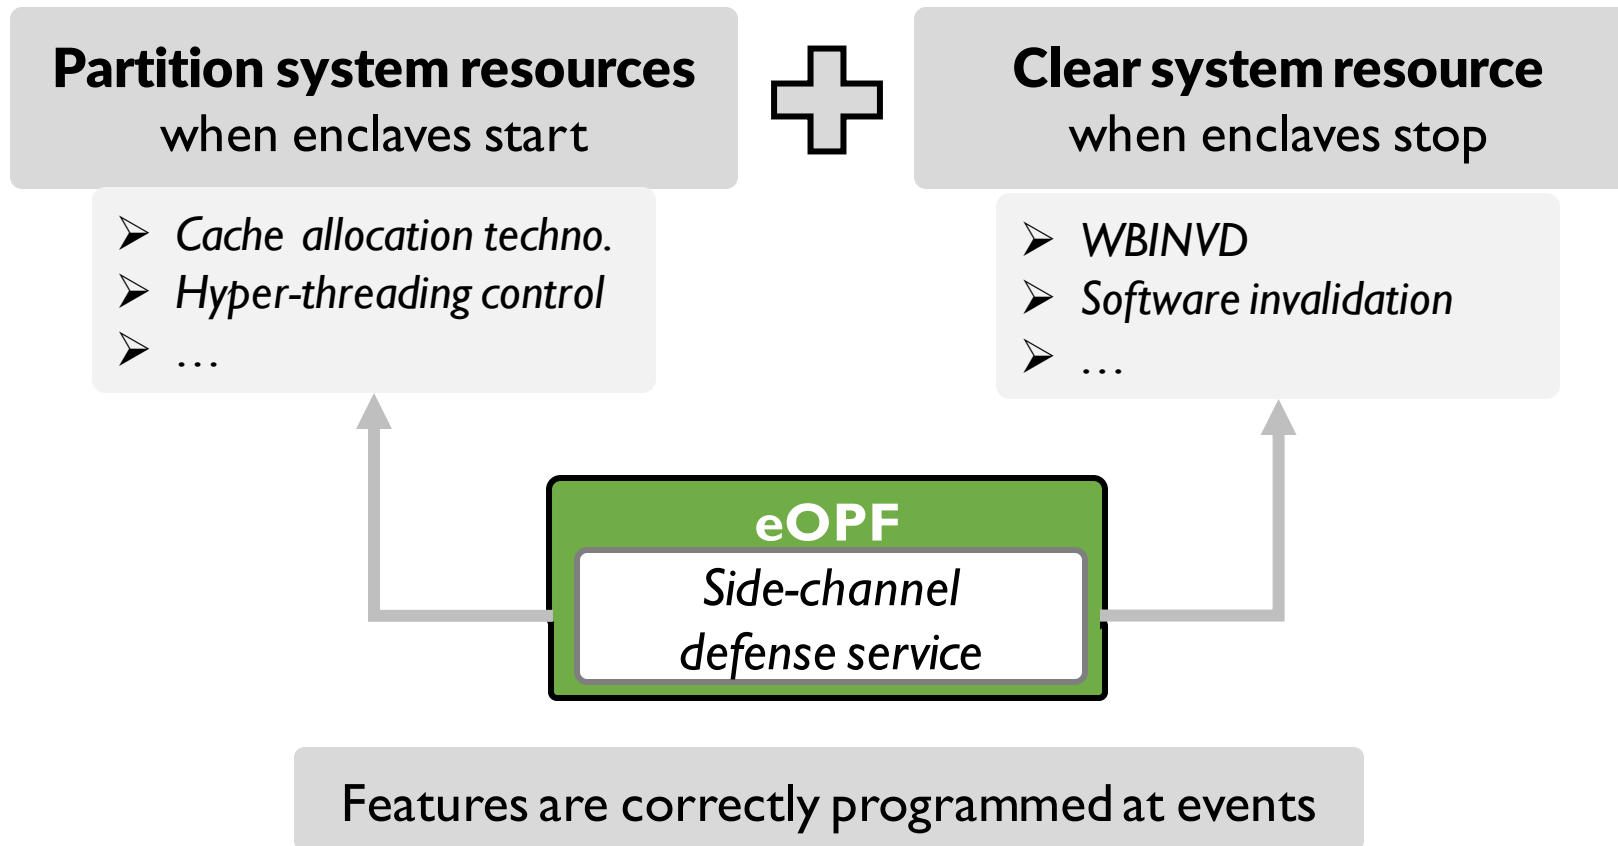 Partition system resources
when enclaves start
Cache allocation techno.
Hyper-threading control
…
Clear system resource
when enclaves stop
WBINVD
Software invalidation
…
eOPF
Side-channel
defense service
Features are correctly programmed at events